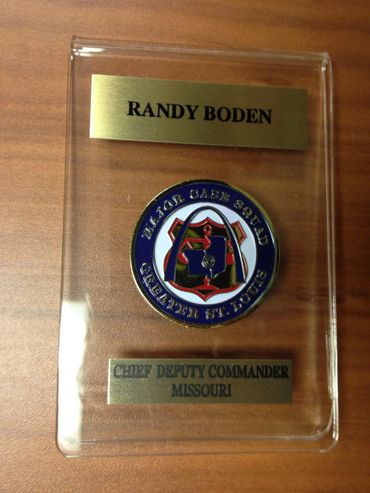 RANDY BODEN
MAJOR CASE SQUAD
GREATER ST. LOUIS
CHIEF DEPUTY COMMANDER
MISSOURI